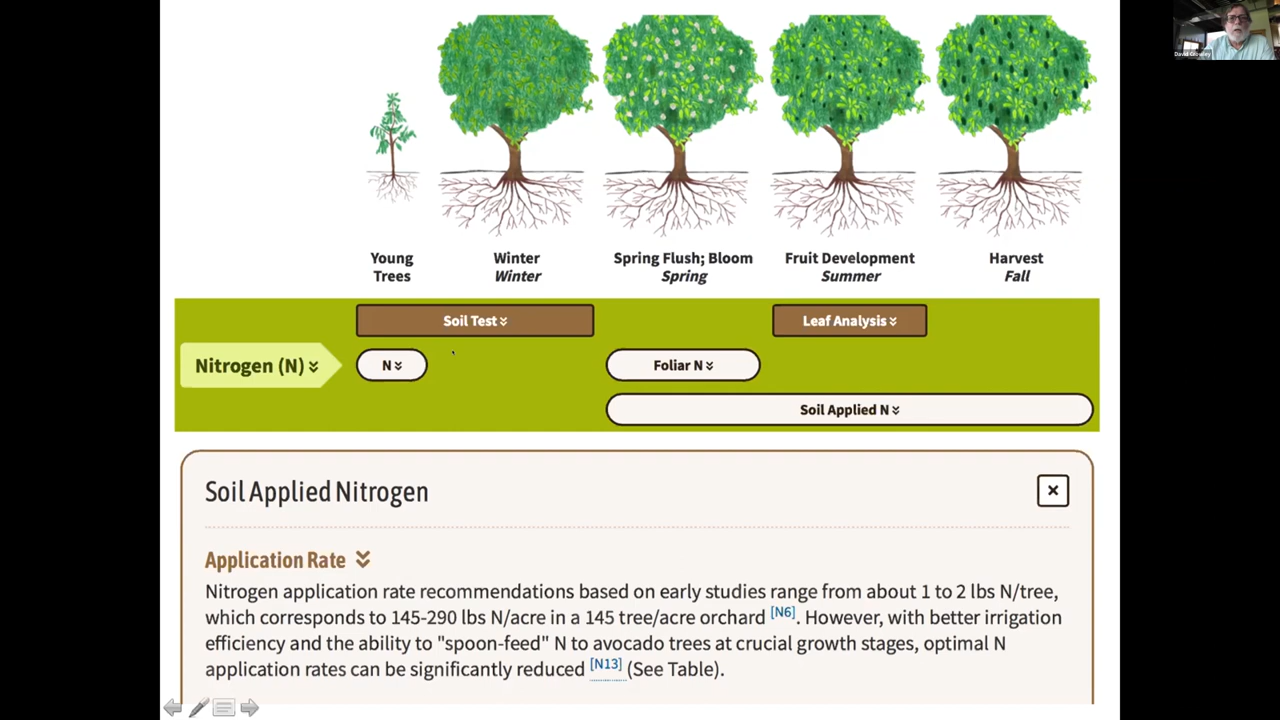 David Crowley
Young
Trees
Winter
Winter
Spring Flush; Bloom
Spring
Fruit Development
Summer
Harvest
Fall
Soil Test
Leaf Analysis
Nitrogen (N)
N
Foliar N
Soil Applied N
Soil Applied Nitrogen
Application Rate
Nitrogen application rate recommendations based on early studies range from about 1 to 2 lbs N/tree,
which corresponds to 145-290 lbs N/acre in a 145 tree/acre orchard [N6]. However, with better irrigation
efficiency and the ability to "spoon-feed" N to avocado trees at crucial growth stages, optimal N
application rates can be significantly reduced [N13] (See Table).